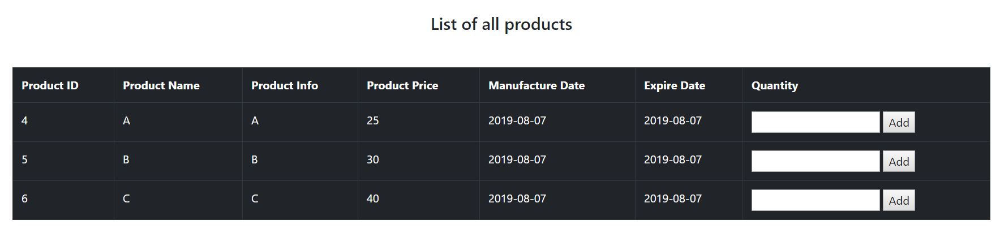 List of all products
Product ID Product Name Product Info Product Price Manufacture Date Expire Date Quantity
4 A A 25 2019-08-07 2019-08-07 Add
5 B B 30 2019-08-07 2019-08-07 Add
6 C C 40 2019-08-07 2019-08-07 Add